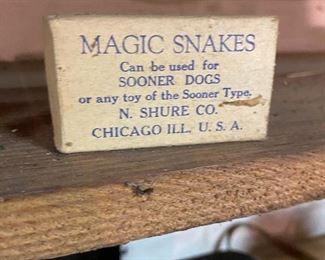 MAGIC SNAKES
Can be used for
SOONER DOGS
or any toy of the Sooner Type.
N. SHURE CO.
CHICAGO ILL. U. S. A.